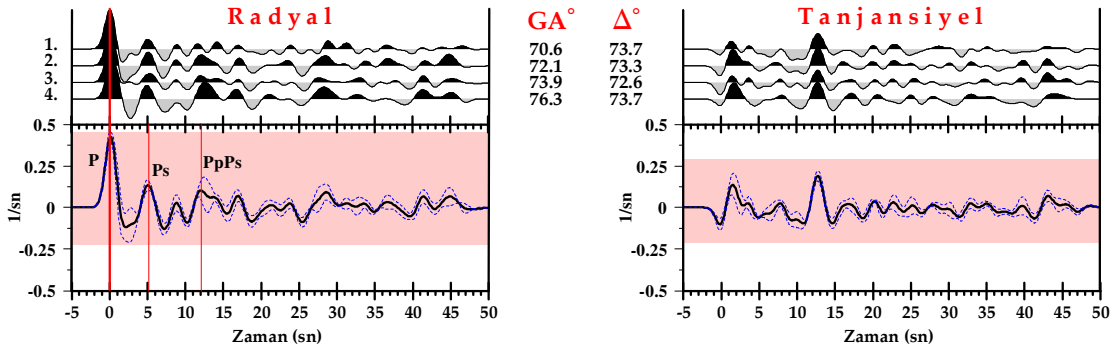 Radyal GA° Δ° Tanjansiyel
1. 70.6 73.7
2. 72.1 73.3
3. 73.9 72.6
4. 76.3 73.7
0.5 0.5
P Ps PpPs
0.25 0.25
1/sn 1/sn
0 0
-0.25 -0.25
-0.5 -0.5
-5 0 5 10 15 20 25 30 35 40 45 50 -5 0 5 10 15 20 25 30 35 40 45 50
Zaman (sn) Zaman (sn)